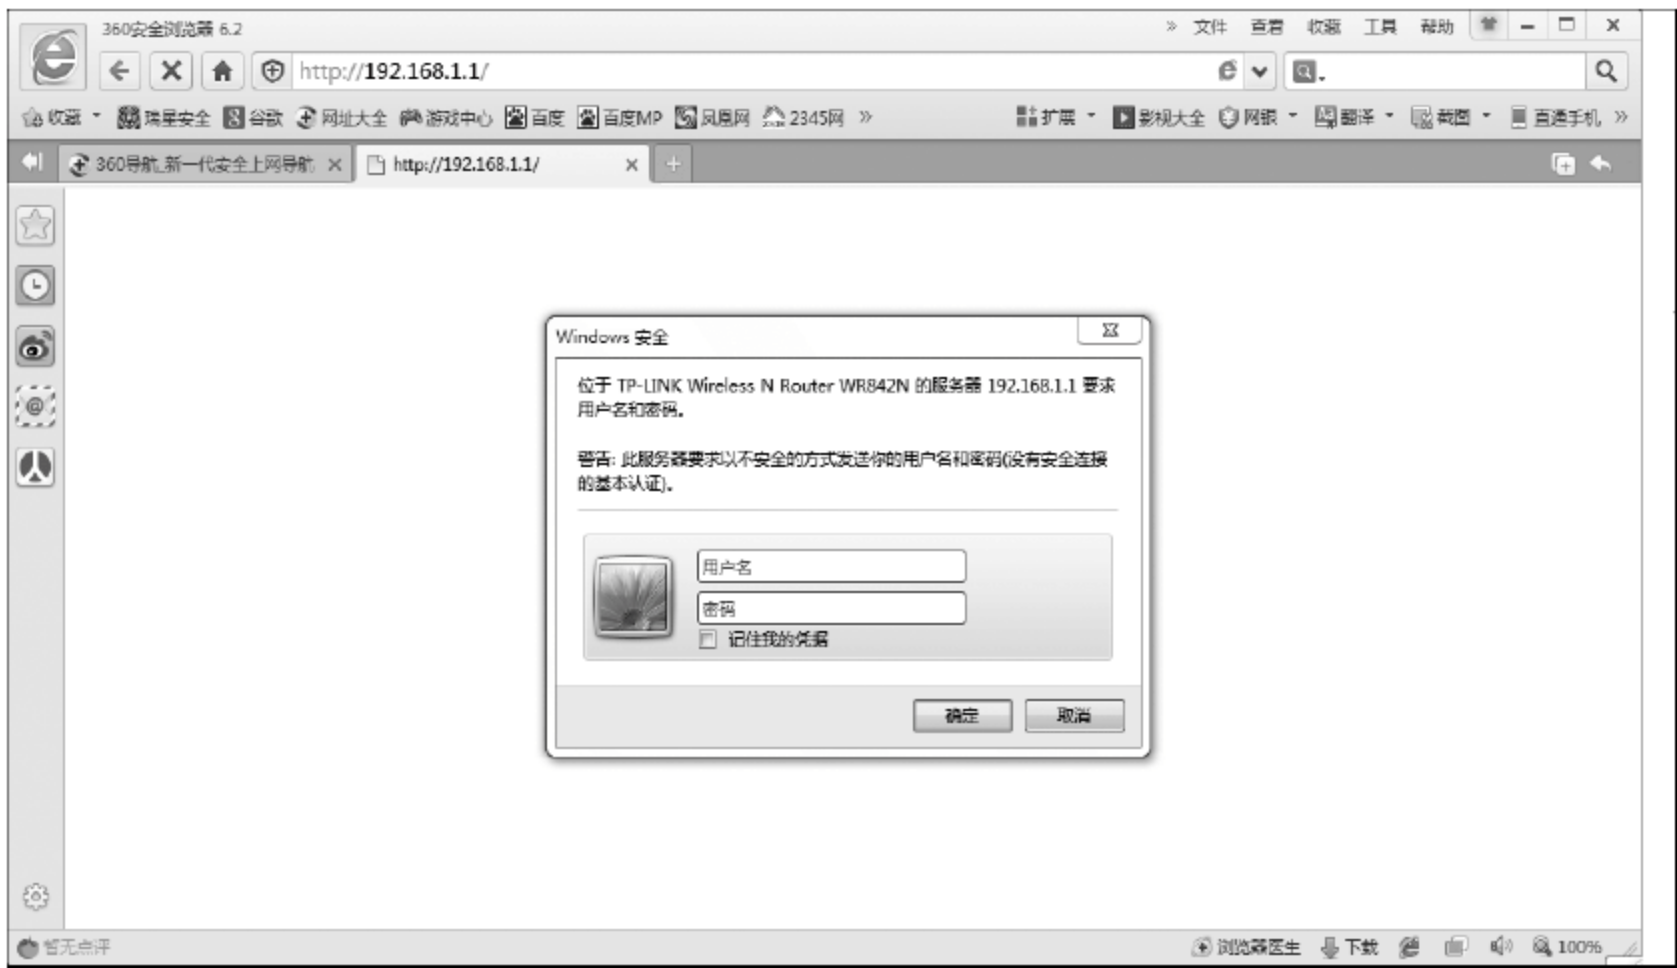 360安全浏览器 6.2
» 文件 查看 收藏 工具 帮助
http://192.168.1.1/
收藏 瑞星安全 谷歌 网址大全 游戏中心 百度 百度MP 凤凰网 2345网 » 扩展 影视大全 网银 翻译 截图 直通手机 »
360导航_新一代安全上网导航 http://192.168.1.1/
Windows 安全
位于 TP-LINK Wireless N Router WR842N 的服务器 192.168.1.1 要求
用户名和密码。
警告: 此服务器要求以不安全的方式发送你的用户名和密码(没有安全连接
的基本认证)。
用户名
密码
记住我的凭据
确定 取消
暂无点评 浏览器医生 下载 100%